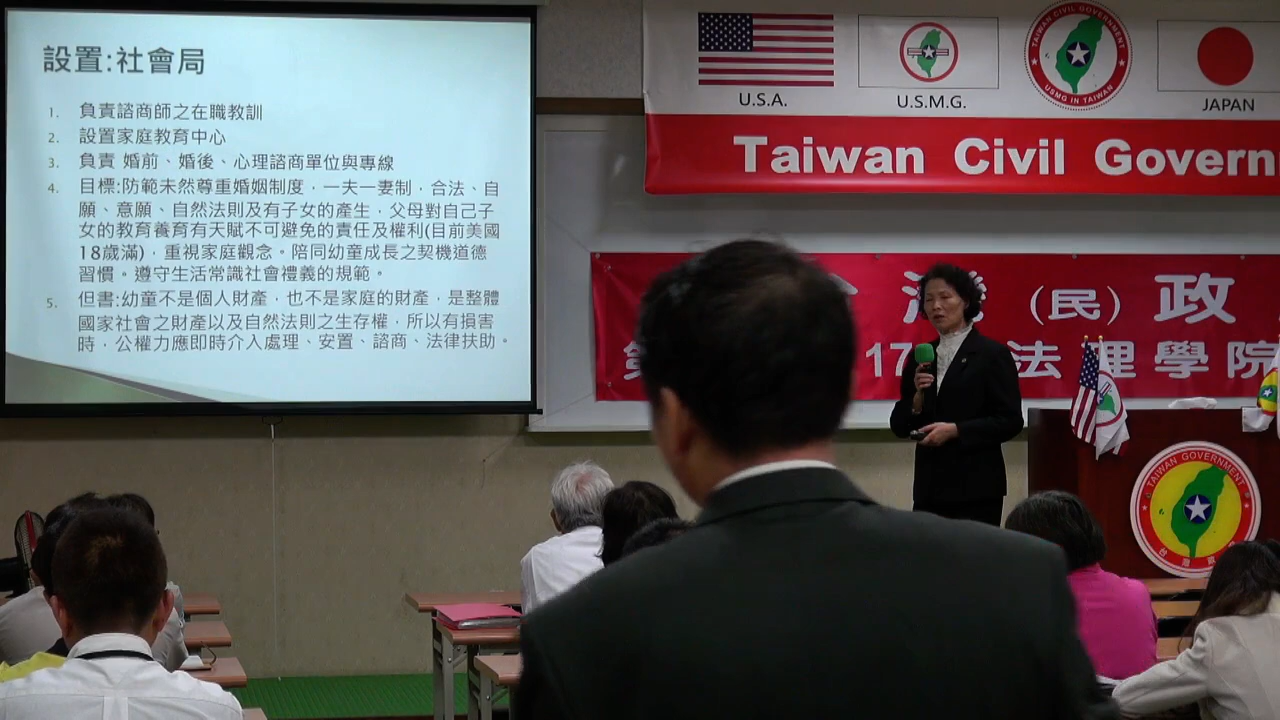 設置:社會局
1. 負責諮商師之在職教訓
2. 設置家庭教育中心
3. 負責 婚前、婚後、心理諮商單位與專線
4. 目標:防範未然尊重婚姻制度，一夫一妻制，合法、自
願、意願、自然法則及有子女的產生，父母對自己子
女的教育養育有天賦不可避免的責任及權利(目前美國
18歲滿)，重視家庭觀念。陪同幼童成長之契機道德
習慣。遵守生活常識社會禮義的規範。
5. 但書:幼童不是個人財產，也不是家庭的財產，是整體
國家社會之財產以及自然法則之生存權，所以有損害
時，公權力應即時介入處理、安置、諮商、法律扶助。
U.S.A.
U.S.M.G.
TAIWAN CIVIL GOVERNMENT
USMG IN TAIWAN
JAPAN
Taiwan Civil Govern
灣 (民) 政
17 法理學院
TAIWAN GOVERNMENT